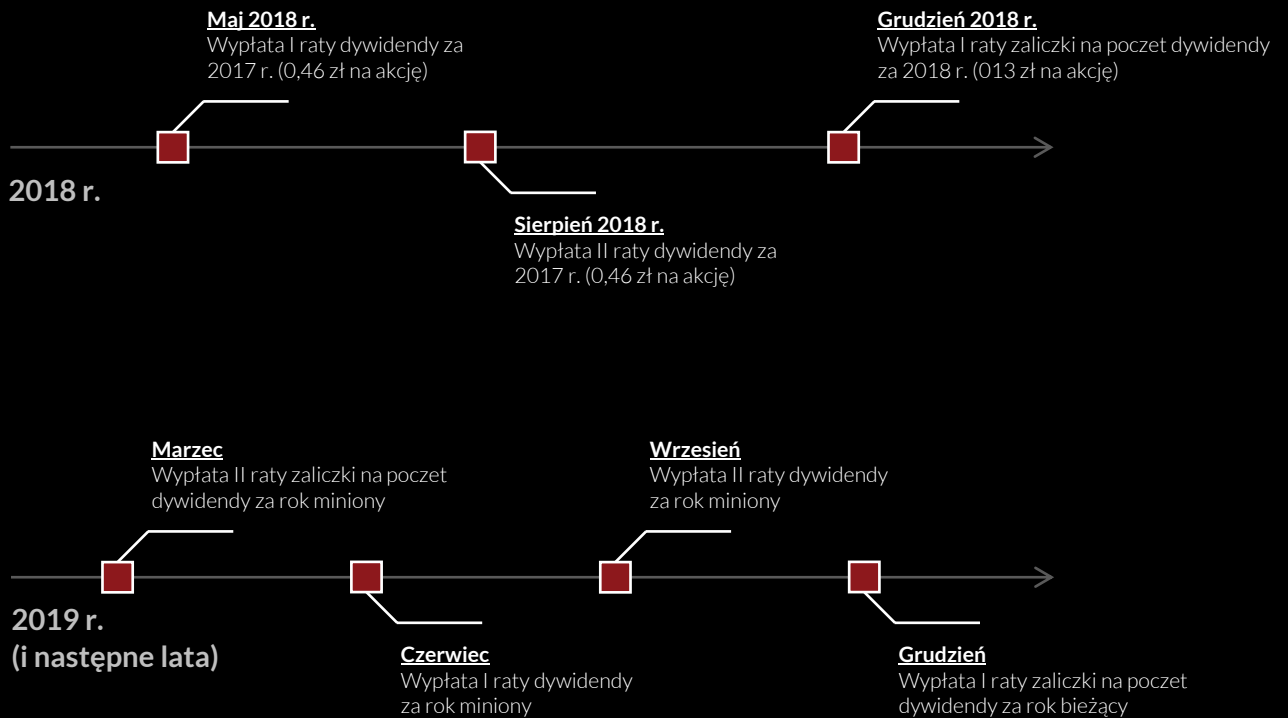 Maj 2018 r.
Wypłata I raty dywidendy za
2017 r. (0,46 zł na akcję)
Grudzień 2018 r.
Wypłata I raty zaliczki na poczet dywidendy
za 2018 r. (013 zł na akcję)
2018 r.
Sierpień 2018 r.
Wypłata II raty dywidendy za
2017 r. (0,46 zł na akcję)
Marzec
Wypłata II raty zaliczki na poczet
dywidendy za rok miniony
Wrzesień
Wypłata II raty dywidendy
za rok miniony
2019 r.
(i następne lata)
Czerwiec
Wypłata I raty dywidendy
za rok miniony
Grudzień
Wypłata I raty zaliczki na poczet
dywidendy za rok bieżący